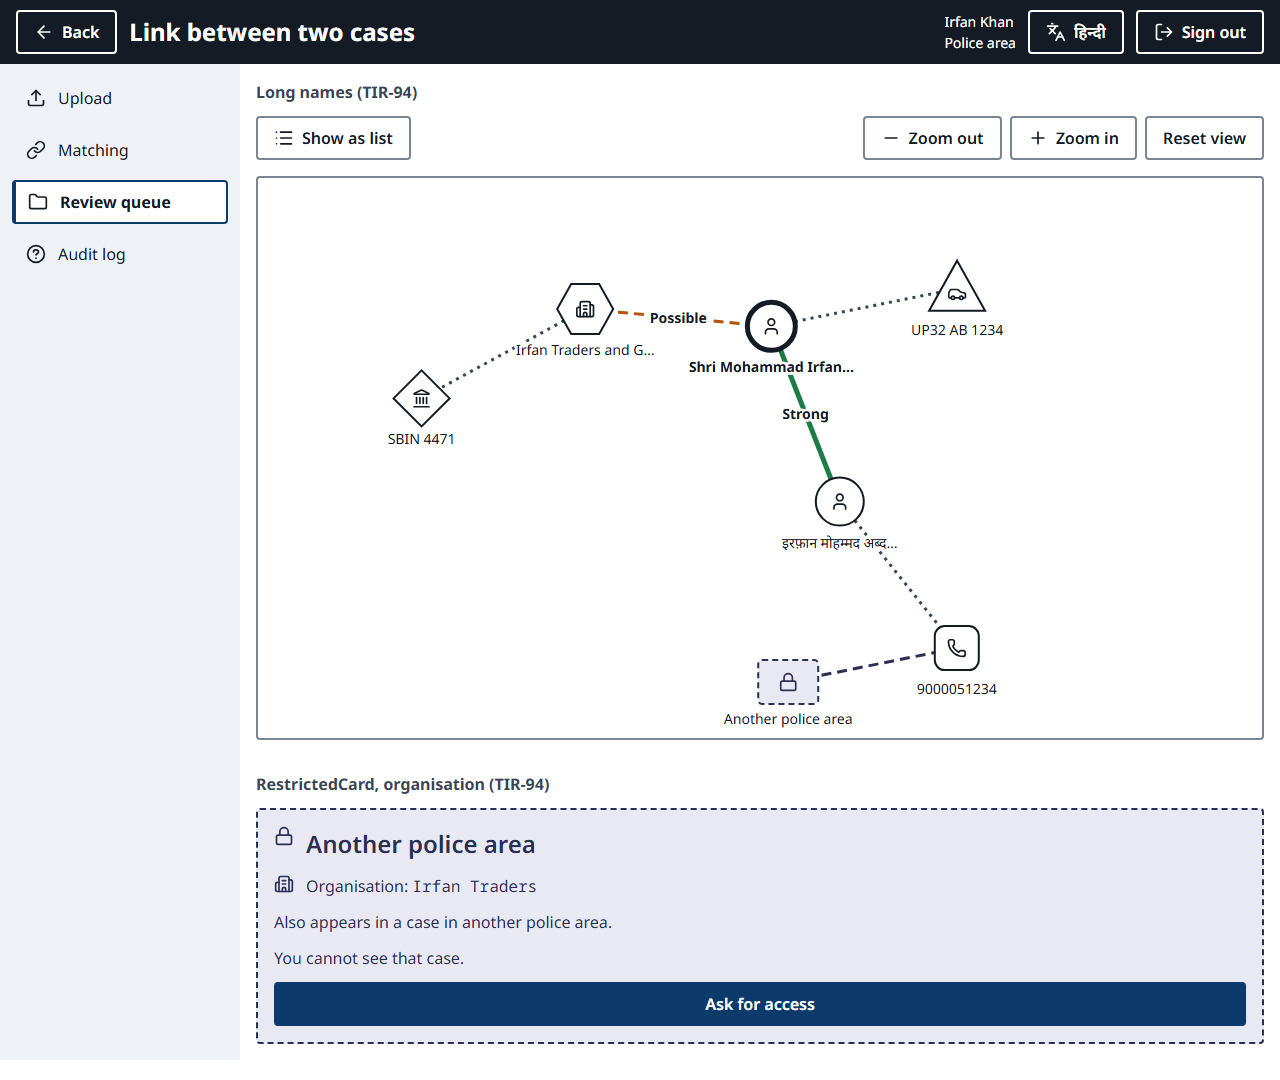 Back
Link between two cases
Irfan Khan
Police area
हिन्दी
Sign out
Upload
Matching
Review queue
Audit log
Long names (TIR-94)
Show as list
Zoom out
Zoom in
Reset view
Possible
Irfan Traders and G...
UP32 AB 1234
Shri Mohammad Irfan...
Strong
SBIN 4471
इरफ़ान मोहम्मद अब्द...
9000051234
Another police area
RestrictedCard, organisation (TIR-94)
Another police area
Organisation: Irfan Traders
Also appears in a case in another police area.
You cannot see that case.
Ask for access